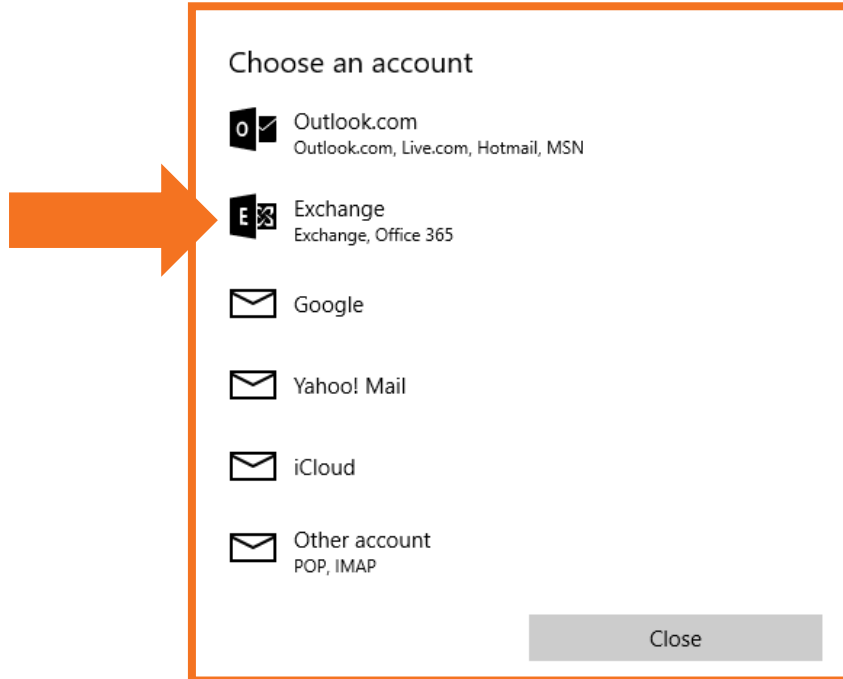 Choose an account
Outlook.com
Outlook.com, Live.com, Hotmail, MSN
Exchange
Exchange, Office 365
Google
Yahoo! Mail
iCloud
Other account
POP, IMAP
Close